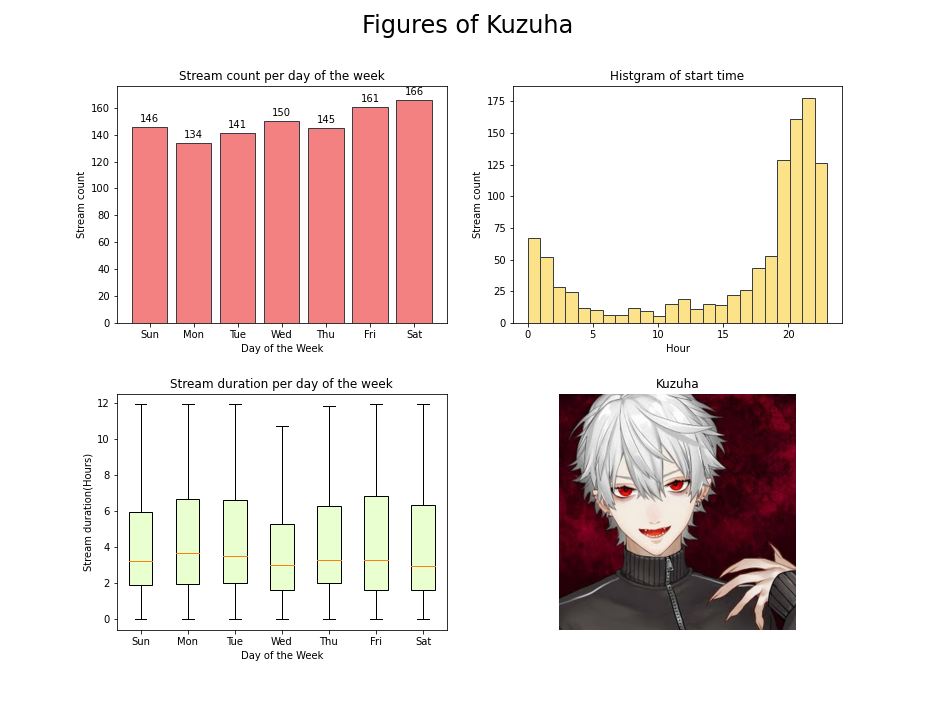 Figures of Kuzuha
Stream count per day of the week
Stream count
160
140
120
100
80
60
40
20
0
146
134
141
150
145
161
166
Sun Mon Tue Wed Thu Fri Sat
Day of the Week
Histgram of start time
Stream count
175
150
125
100
75
50
25
0
0 5 10 15 20
Hour
Stream duration per day of the week
Stream duration(Hours)
12
10
8
6
4
2
0
Sun Mon Tue Wed Thu Fri Sat
Day of the Week
Kuzuha